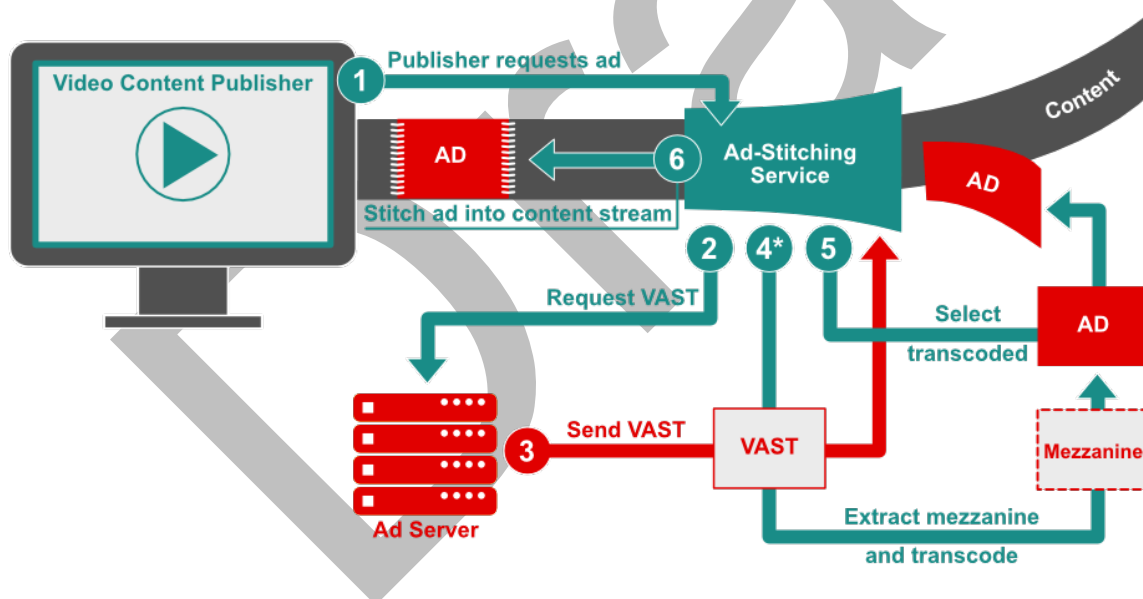 Video Content Publisher
1
Publisher requests ad
Content
AD
6
Ad-Stitching
Service
AD
Stitch ad into content stream
2
4*
5
Request VAST
Select
transcoded
AD
3
Send VAST
VAST
Mezzanine
Ad Server
Extract mezzanine
and transcode